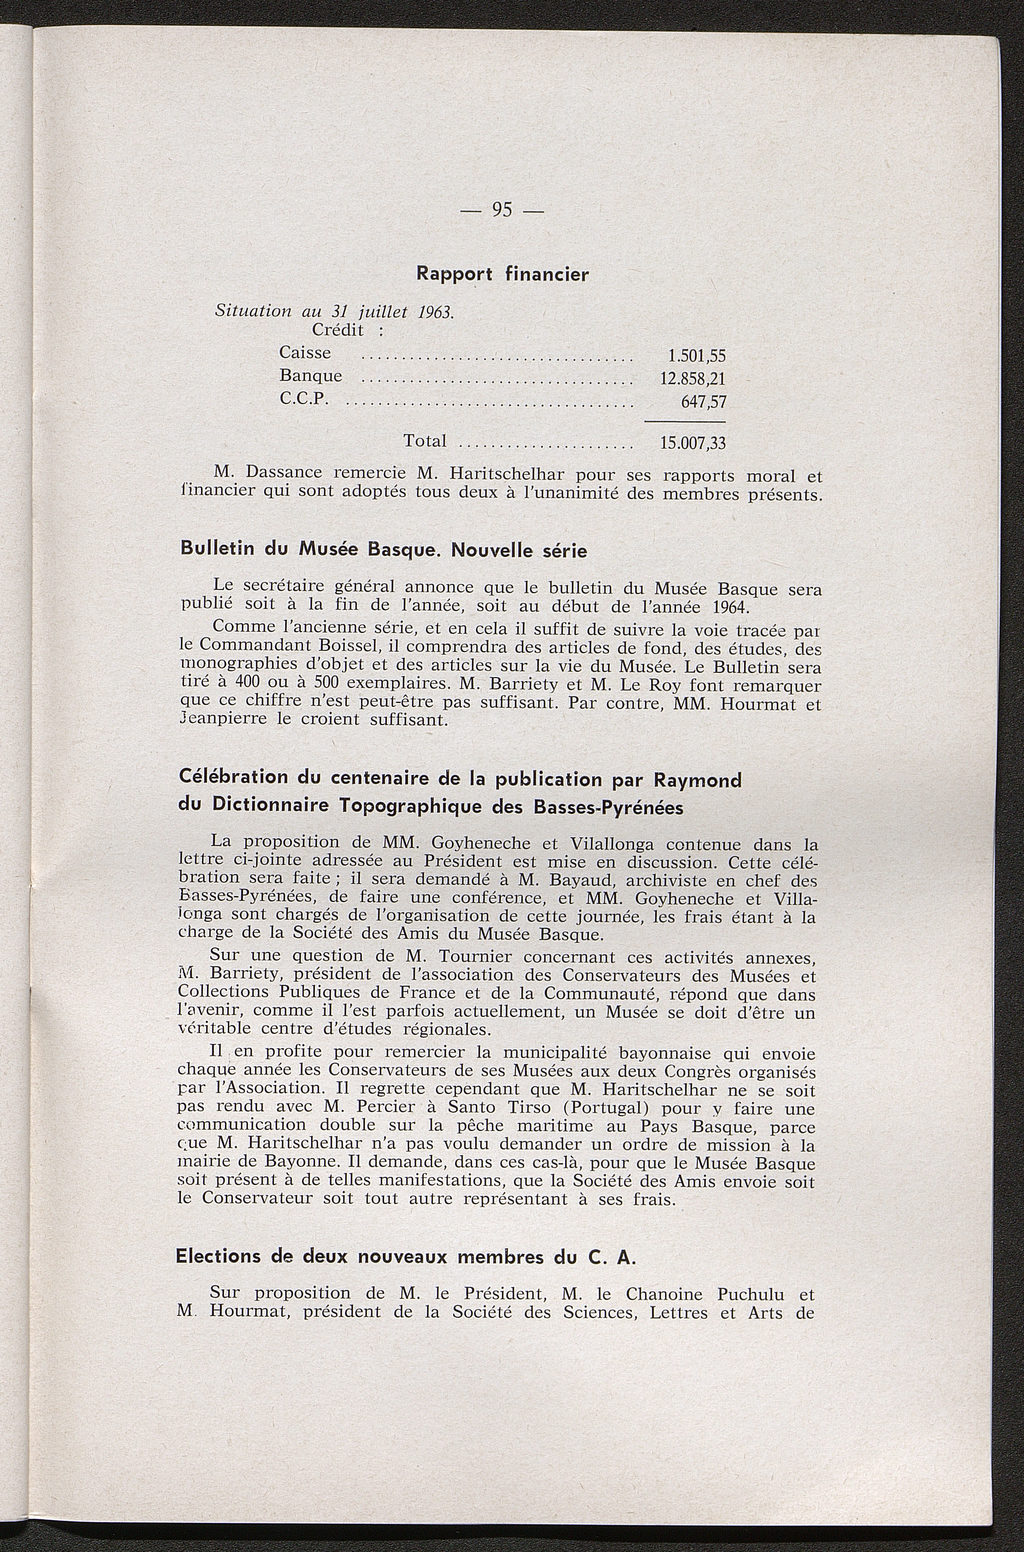 — 95 —
Rapport financier
Situation au 31 juillet 1963.
Crédit :
Caisse .................................. 1.501,55
Banque .................................. 12.858,21
C.C.P. .................................... 647,57
Total ...................... 15.007,33
M. Dassance remercie M. Haritschelhar pour ses rapports moral et
financier qui sont adoptés tous deux à l'unanimité des membres présents.
Bulletin du Musée Basque. Nouvelle série
Le secrétaire général annonce que le bulletin du Musée Basque sera
publié soit à la fin de l'année, soit au début de l'année 1964.
Comme l'ancienne série, et en cela il suffit de suivre la voie tracée par
le Commandant Boissel, il comprendra des articles de fond, des études, des
monographies d'objet et des articles sur la vie du Musée. Le Bulletin sera
tiré à 400 ou à 500 exemplaires. M. Barriety et M. Le Roy font remarquer
que ce chiffre n'est peut-être pas suffisant. Par contre, MM. Hourmat et
Jeanpierre le croient suffisant.
Célébration du centenaire de la publication par Raymond
du Dictionnaire Topographique des Basses-Pyrénées
La proposition de MM. Goyheneche et Vilallonga contenue dans la
lettre ci-jointe adressée au Président est mise en discussion. Cette célé-
bration sera faite ; il sera demandé à M. Bayaud, archiviste en chef des
Basses-Pyrénées, de faire une conférence, et MM. Goyheneche et Villa-
longa sont chargés de l'organisation de cette journée, les frais étant à la
charge de la Société des Amis du Musée Basque.
Sur une question de M. Tournier concernant ces activités annexes,
M. Barriety, président de l'association des Conservateurs des Musées et
Collections Publiques de France et de la Communauté, répond que dans
l'avenir, comme il l'est parfois actuellement, un Musée se doit d'être un
véritable centre d'études régionales.
Il en profite pour remercier la municipalité bayonnaise qui envoie
chaque année les Conservateurs de ses Musées aux deux Congrès organisés
par l'Association. Il regrette cependant que M. Haritschelhar ne se soit
pas rendu avec M. Percier à Santo Tirso (Portugal) pour y faire une
communication double sur la pêche maritime au Pays Basque, parce
que M. Haritschelhar n'a pas voulu demander un ordre de mission à la
mairie de Bayonne. Il demande, dans ces cas-là, pour que le Musée Basque
soit présent à de telles manifestations, que la Société des Amis envoie soit
le Conservateur soit tout autre représentant à ses frais.
Elections de deux nouveaux membres du C. A.
Sur proposition de M. le Président, M. le Chanoine Puchulu et
M. Hourmat, président de la Société des Sciences, Lettres et Arts de